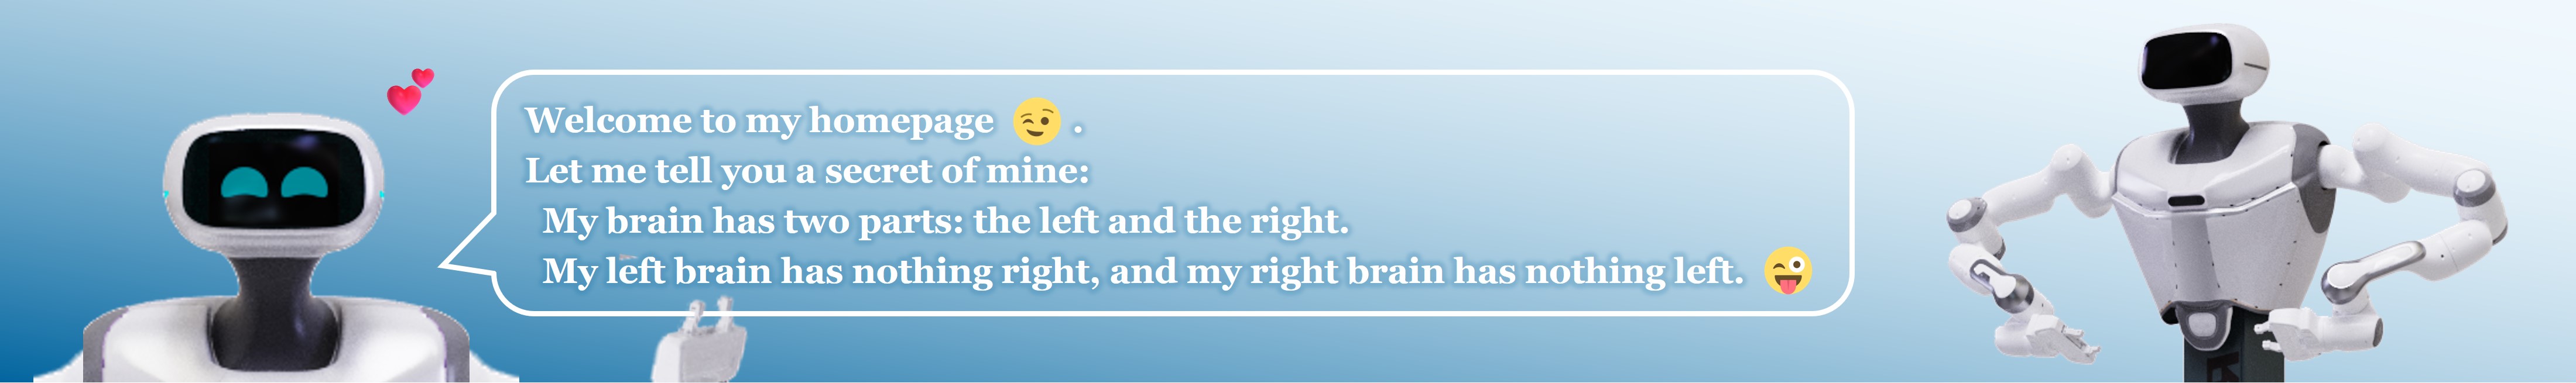 Welcome to my homepage 😉 .
Let me tell you a secret of mine:
My brain has two parts: the left and the right.
My left brain has nothing right, and my right brain has nothing left. 😜